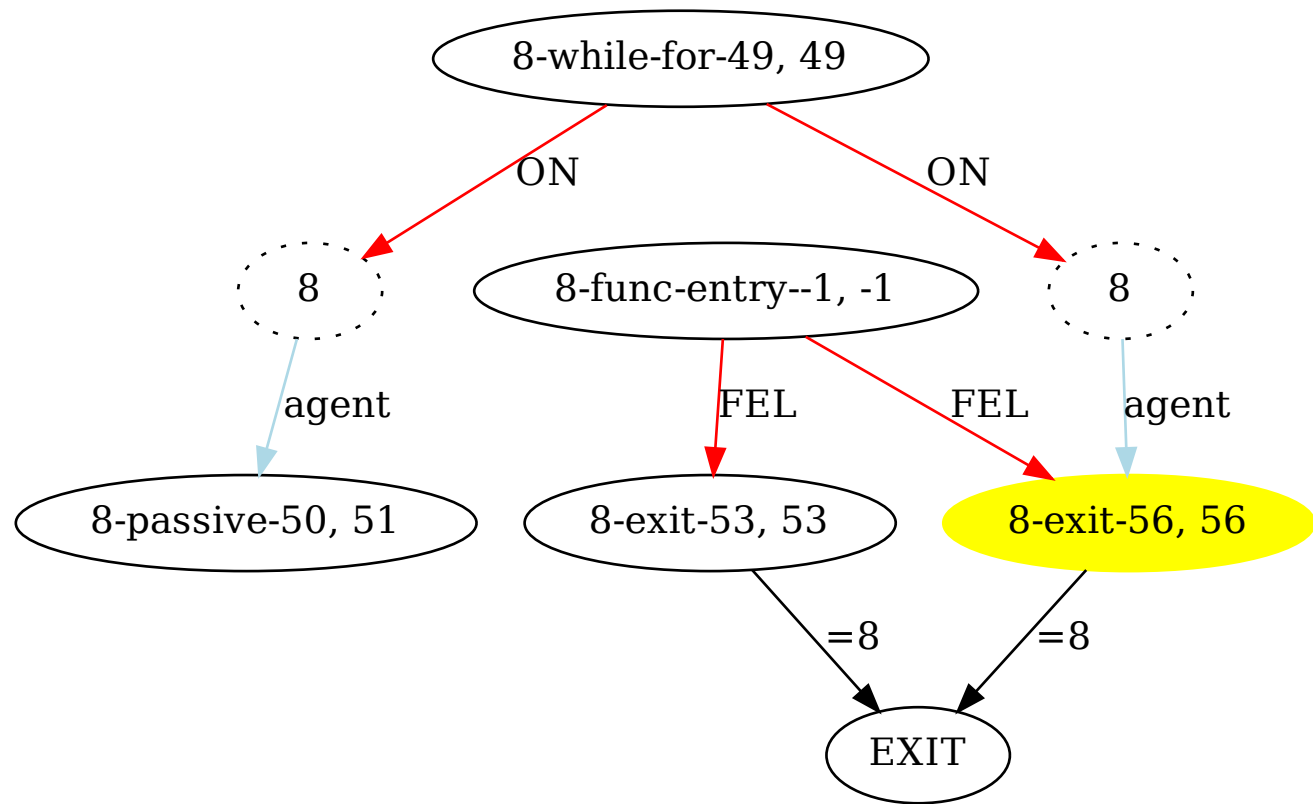 8-while-for-49, 49
ON
ON
8
8-func-entry--1, -1
8
agent
FEL
FEL
agent
8-passive-50, 51
8-exit-53, 53
8-exit-56, 56
=8
=8
EXIT